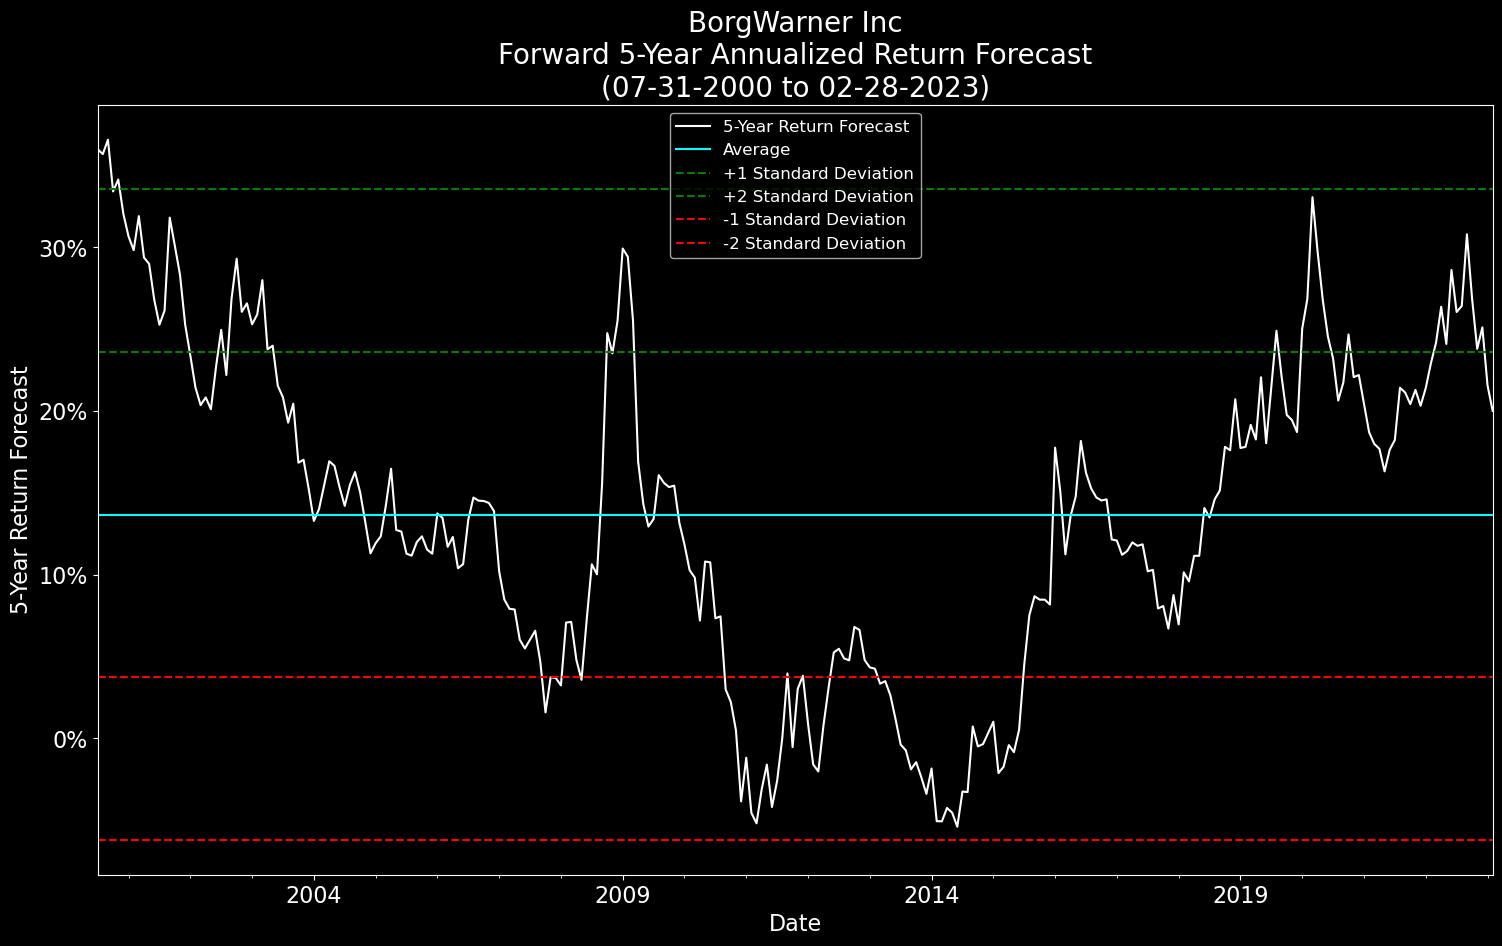 BorgWarner Inc
Forward 5-Year Annualized Return Forecast
(07-31-2000 to 02-28-2023)
5-Year Return Forecast
Average
+1 Standard Deviation
+2 Standard Deviation
-1 Standard Deviation
-2 Standard Deviation
30%
20%
10%
0%
5-Year Return Forecast
2004 2009 2014 2019
Date